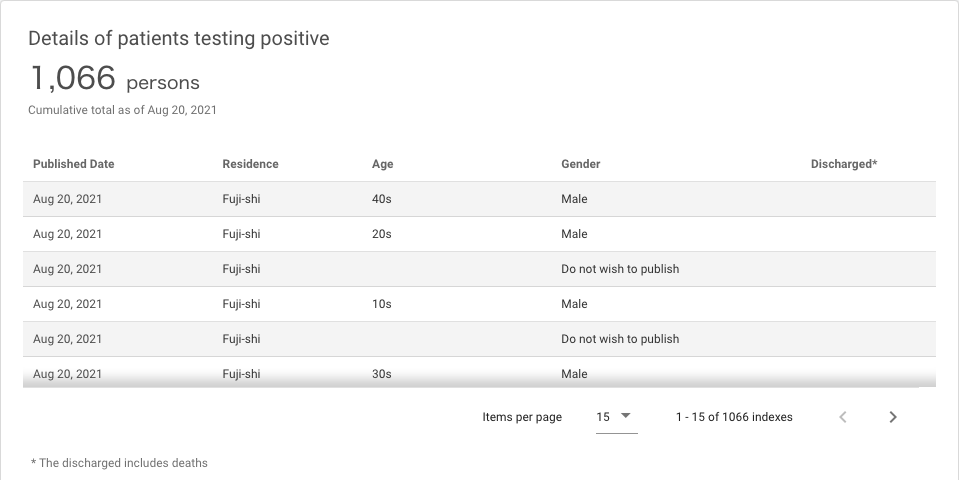 Details of patients testing positive
1,066 persons
Cumulative total as of Aug 20, 2021
Published Date Residence Age Gender Discharged*
Aug 20, 2021 Fuji-shi 40s Male
Aug 20, 2021 Fuji-shi 20s Male
Aug 20, 2021 Fuji-shi Do not wish to publish
Aug 20, 2021 Fuji-shi 10s Male
Aug 20, 2021 Fuji-shi Do not wish to publish
Aug 20, 2021 Fuji-shi 30s Male
Items per page 15 1 - 15 of 1066 indexes
* The discharged includes deaths